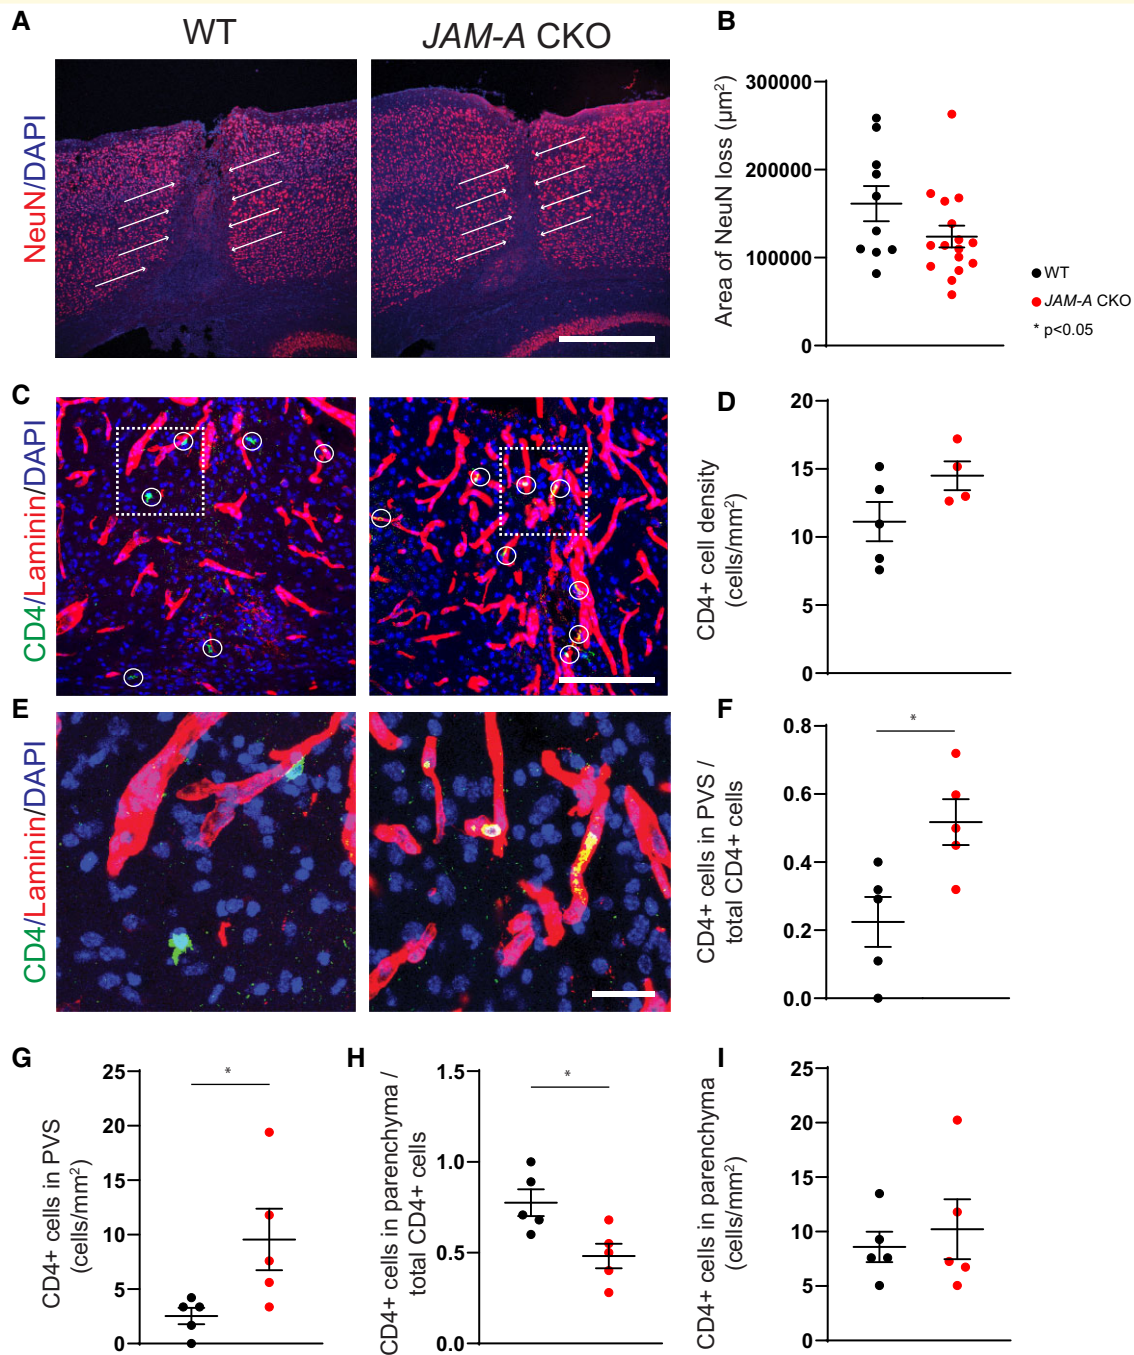 A
WT
JAM-A CKO
NeuN/DAPI
B
Area of NeuN loss (µm²)
300000
200000
100000
0
WT
JAM-A CKO
* p<0.05
C
CD4/Laminin/DAPI
D
CD4+ cell density
(cells/mm²)
20
15
10
5
0
E
CD4/Laminin/DAPI
F
CD4+ cells in PVS /
total CD4+ cells
0.8
0.6
0.4
0.2
0.0
*
G
CD4+ cells in PVS
(cells/mm²)
25
20
15
10
5
0
*
H
CD4+ cells in parenchyma /
total CD4+ cells
1.5
1.0
0.5
0.0
*
I
CD4+ cells in parenchyma
(cells/mm²)
25
20
15
10
5
0